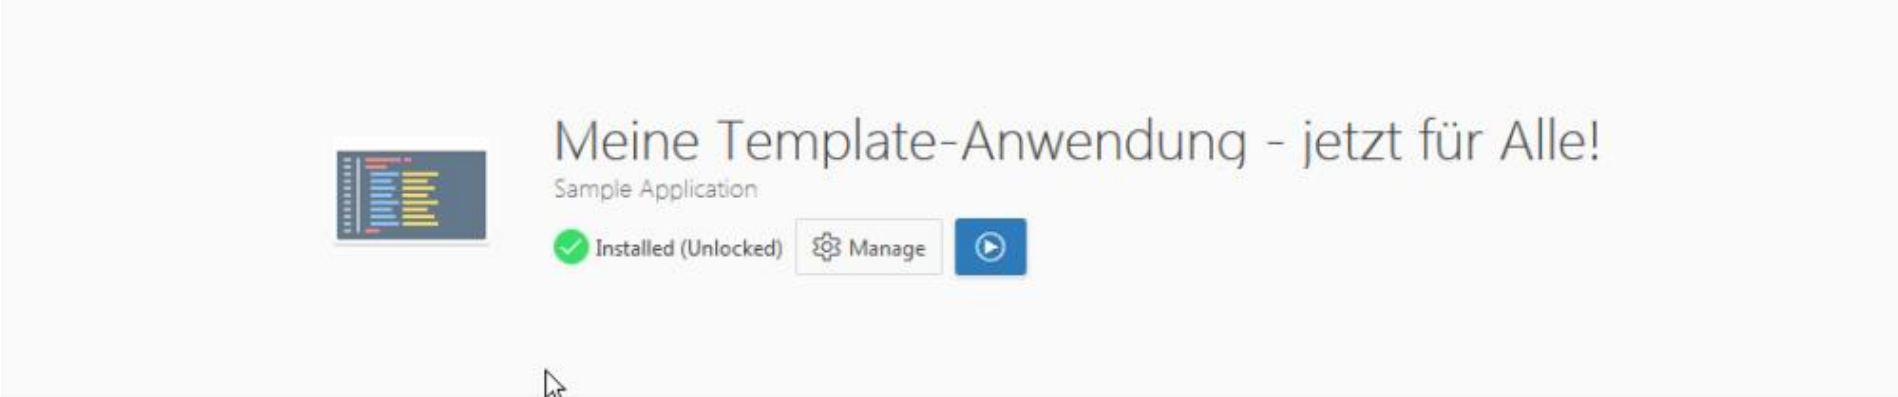 Meine Template-Anwendung - jetzt für Alle!
Sample Application
Installed (Unlocked) Manage